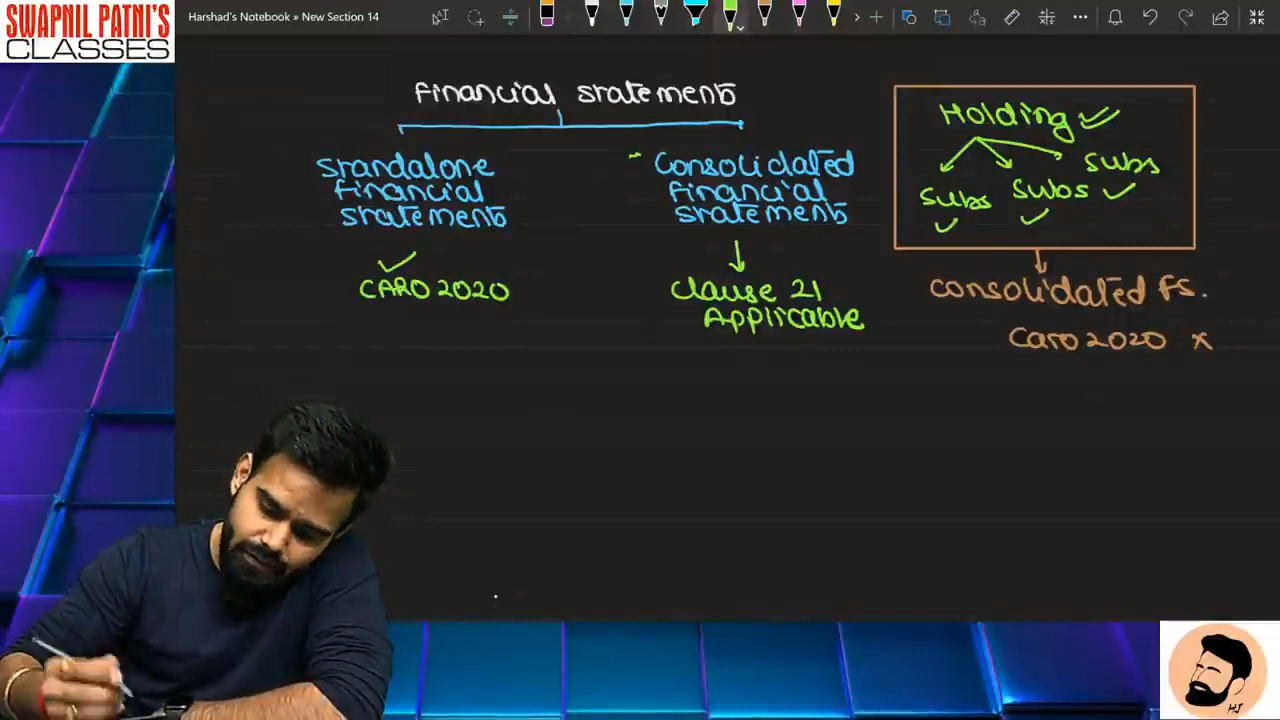 SWAPNIL PATNI'S
CLASSES
Harshad's Notebook » New Section 14
Financial statements
Standalone
Financial
statements
Consolidated
Financial
statements
CARO 2020
Clause 21
Applicable
Holding
Subs
Subs
Subs
Consolidated FS.
Caro 2020 x
HJ